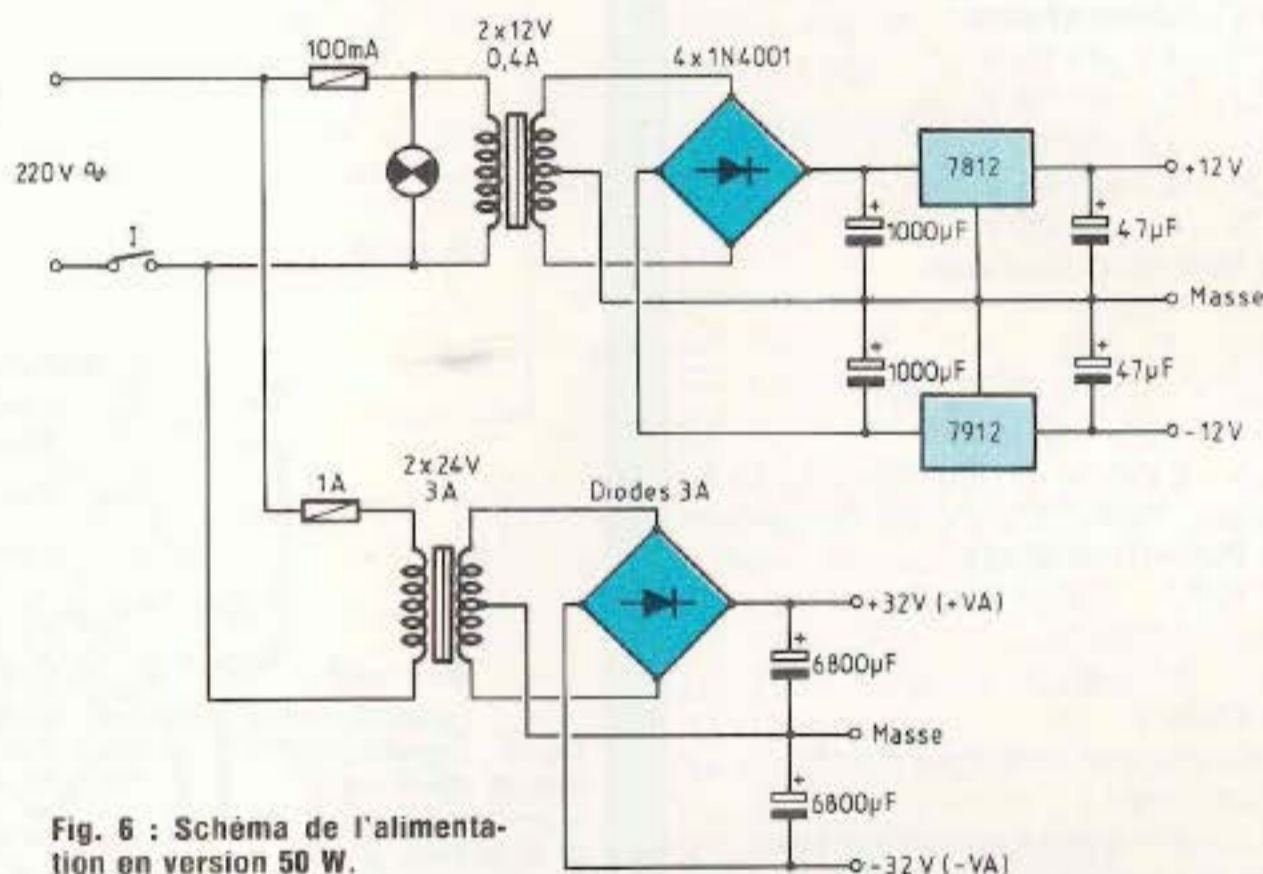 100mA
2x12V
0,4A
4x1N4001
220V
I
7812
+12V
+
1000µF
+
47µF
Masse
+
1000µF
+
47µF
7912
-12V
1A
2x24V
3A
Diodes 3A
+32V (+VA)
+
6800µF
Masse
+
6800µF
-32V (-VA)
Fig. 6 : Schéma de l'alimenta-
tion en version 50 W.